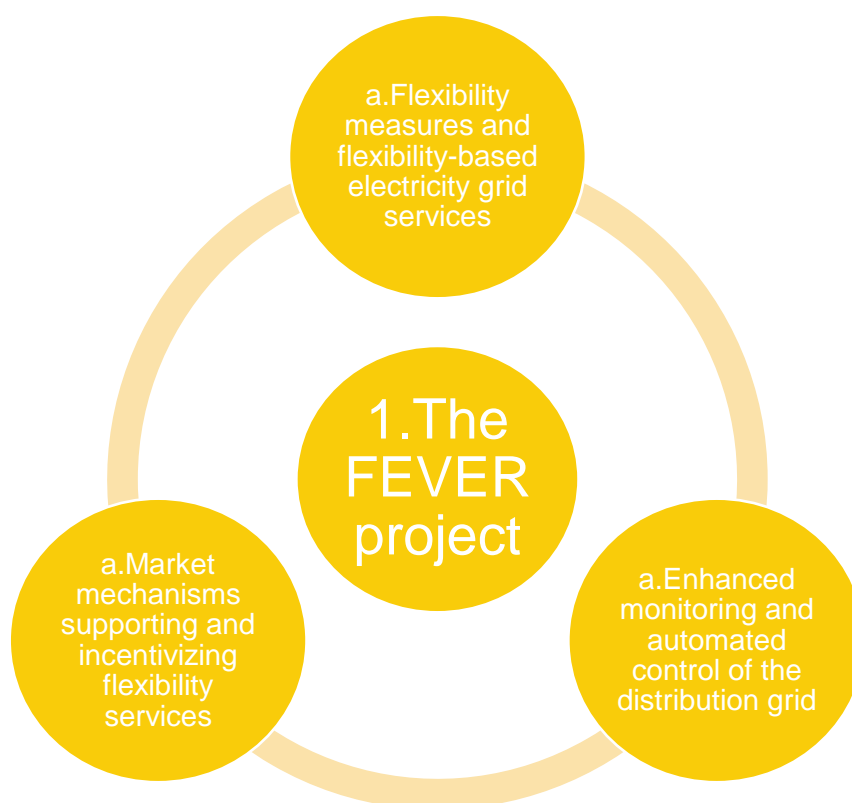 a.Flexibility
measures and
flexibility-based
electricity grid
services
1.The
FEVER
project
a.Market
mechanisms
supporting and
incentivizing
flexibility
services
a.Enhanced
monitoring and
automated
control of the
distribution grid